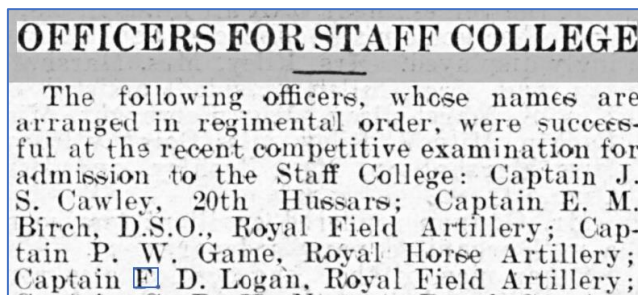 OFFICERS FOR STAFF COLLEGE
The following officers, whose names are
arranged in regimental order, were success-
ful at the recent competitive examination for
admission to the Staff College: Captain J.
S. Cawley, 20th Hussars; Captain E. M.
Birch, D.S.O., Royal Field Artillery; Cap-
tain P. W. Game, Royal Horse Artillery;
Captain F. D. Logan, Royal Field Artillery;